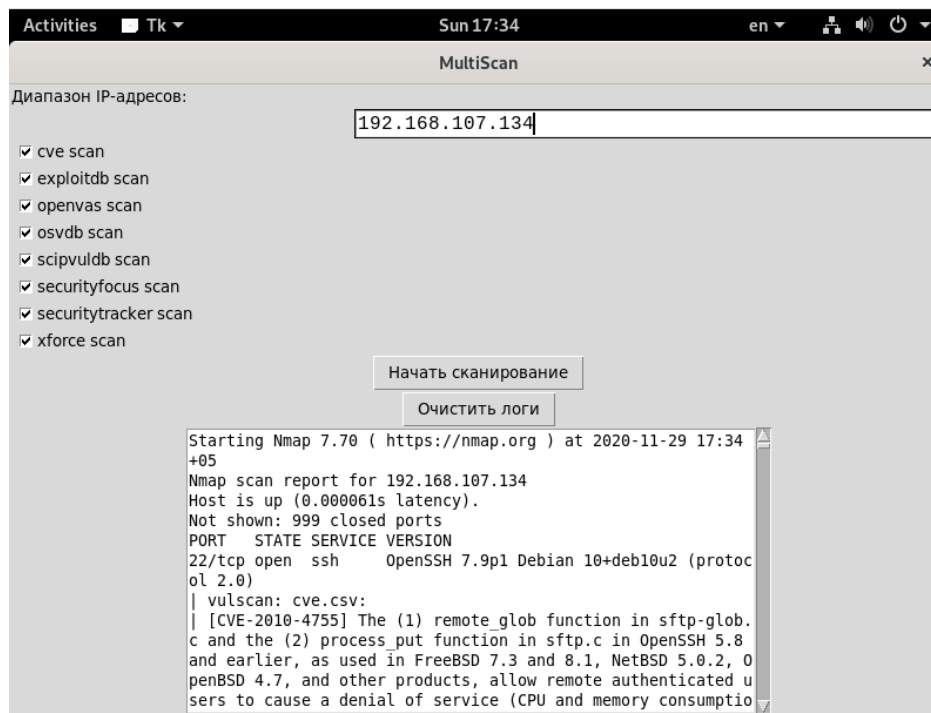 Activities Tk Sun 17:34 en
MultiScan ×
Диапазон IP-адресов:
192.168.107.134
cve scan
exploitdb scan
openvas scan
osvdb scan
scipvuldb scan
securityfocus scan
securitytracker scan
xforce scan
Начать сканирование
Очистить логи
Starting Nmap 7.70 ( https://nmap.org ) at 2020-11-29 17:34
+05
Nmap scan report for 192.168.107.134
Host is up (0.000061s latency).
Not shown: 999 closed ports
PORT   STATE SERVICE VERSION
22/tcp open  ssh     OpenSSH 7.9p1 Debian 10+deb10u2 (protoc
ol 2.0)
| vulscan: cve.csv:
| [CVE-2010-4755] The (1) remote_glob function in sftp-glob.
c and the (2) process_put function in sftp.c in OpenSSH 5.8
and earlier, as used in FreeBSD 7.3 and 8.1, NetBSD 5.0.2, O
penBSD 4.7, and other products, allow remote authenticated u
sers to cause a denial of service (CPU and memory consumptio